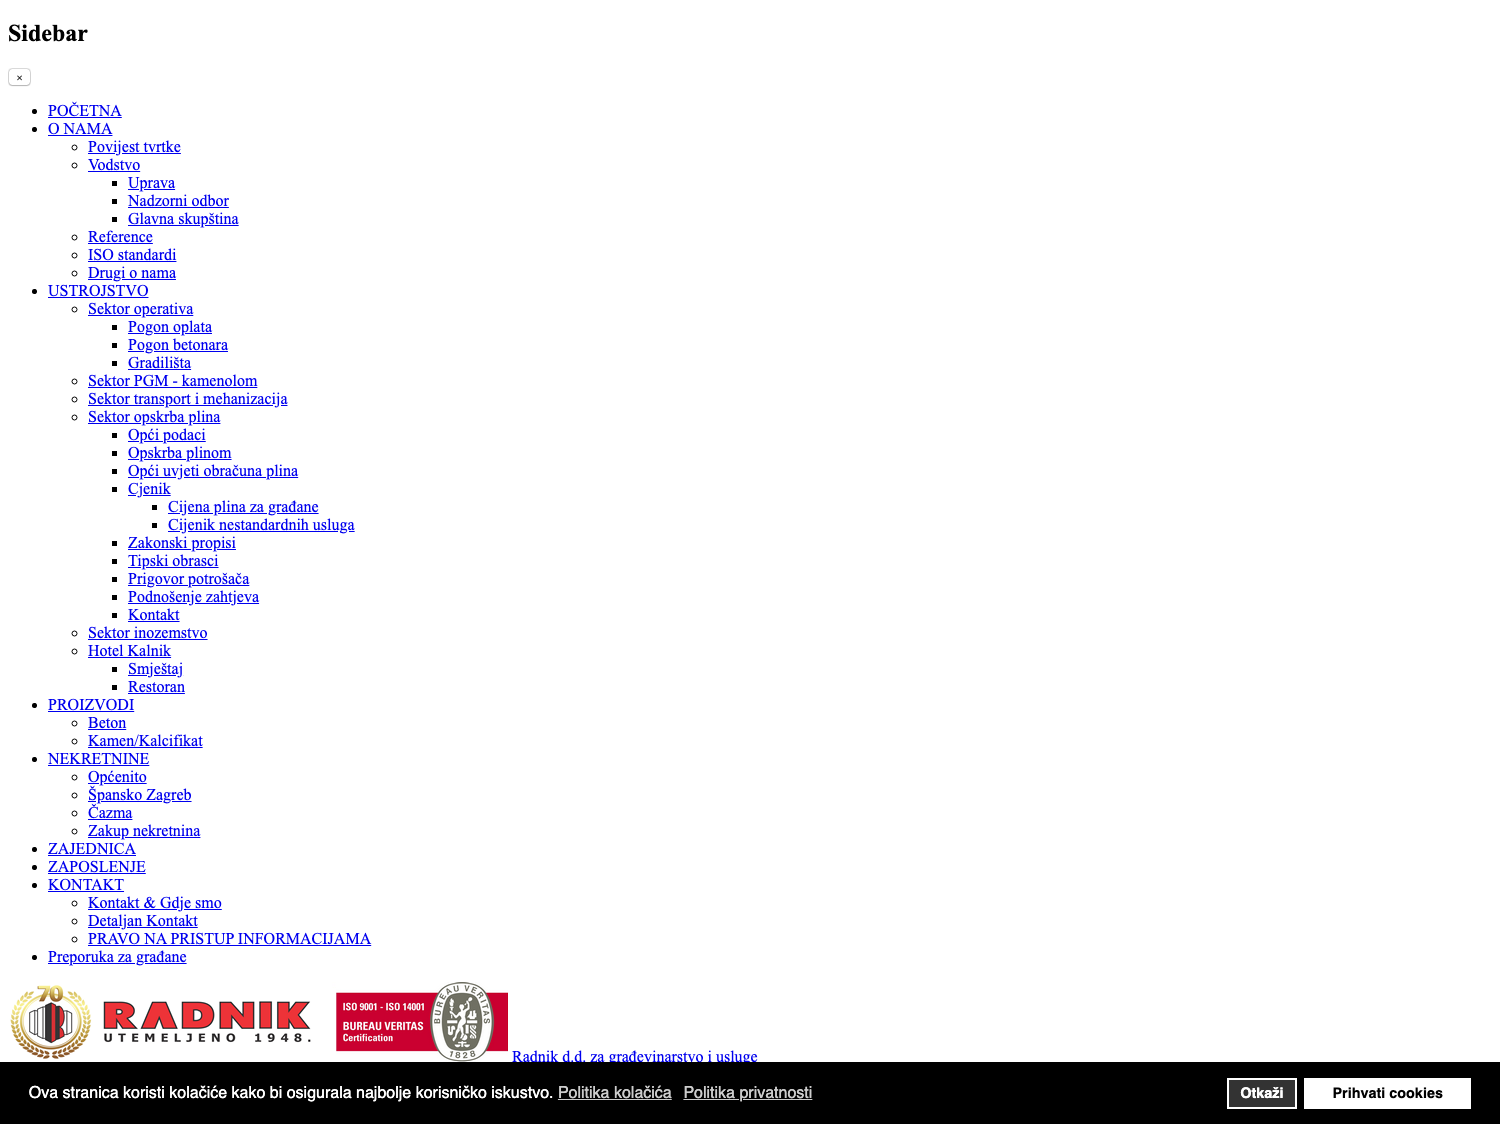 Sidebar
×
POČETNA
O NAMA
Povijest tvrtke
Vodstvo
Uprava
Nadzorni odbor
Glavna skupština
Reference
ISO standardi
Drugi o nama
USTROJSTVO
Sektor operativa
Pogon oplata
Pogon betonara
Gradilišta
Sektor PGM - kamenolom
Sektor transport i mehanizacija
Sektor opskrba plina
Opći podaci
Opskrba plinom
Opći uvjeti obračuna plina
Cjenik
Cijena plina za građane
Cijenik nestandardnih usluga
Zakonski propisi
Tipski obrasci
Prigovor potrošača
Podnošenje zahtjeva
Kontakt
Sektor inozemstvo
Hotel Kalnik
Smještaj
Restoran
PROIZVODI
Beton
Kamen/Kalcifikat
NEKRETNINE
Općenito
Špansko Zagreb
Čazma
Zakup nekretnina
ZAJEDNICA
ZAPOSLENJE
KONTAKT
Kontakt & Gdje smo
Detaljan Kontakt
PRAVO NA PRISTUP INFORMACIJAMA
Preporuka za građane
70
RADNIK
UTEMELJENO 1948.
ISO 9001 - ISO 14001
BUREAU VERITAS
Certification
BUREAU VERITAS
1828
Radnik d.d. za građevinarstvo i usluge
Ova stranica koristi kolačiće kako bi osigurala najbolje korisničko iskustvo. Politika kolačića Politika privatnosti
Otkaži
Prihvati cookies